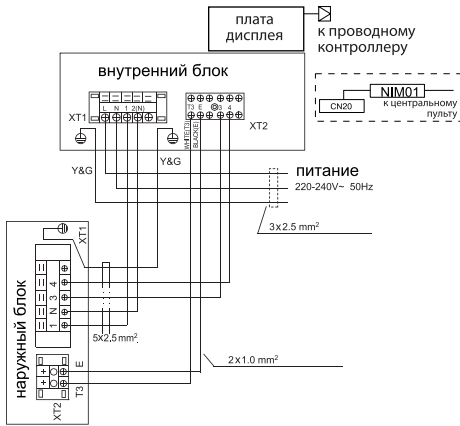 плата
дисплея
к проводному
контроллеру
внутренний блок
NIM01
CN20
к центральному
пульту
XT1
L N 1 2(N)
T3 E 3 4
XT2
WHITE(T3)
BLACK(E)
Y&G
Y&G
питание
220-240V~ 50Hz
3x2.5 mm²
наружный блок
XT1
4
3
N
1
5x2.5 mm²
2x1.0 mm²
E
T3
XT2